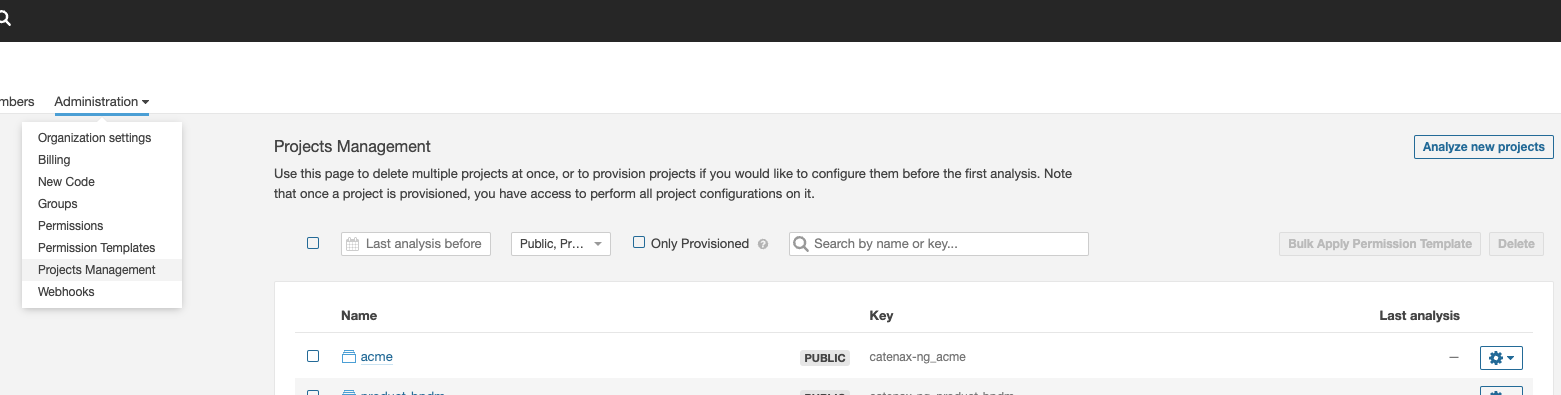 Administration
Organization settings
Billing
New Code
Groups
Permissions
Permission Templates
Projects Management
Webhooks
Projects Management
Analyze new projects
Use this page to delete multiple projects at once, or to provision projects if you would like to configure them before the first analysis. Note
that once a project is provisioned, you have access to perform all project configurations on it.
Last analysis before
Public, Pr...
Only Provisioned
Search by name or key...
Bulk Apply Permission Template
Delete
Name
Key
Last analysis
acme
PUBLIC
catenax-ng_acme
—